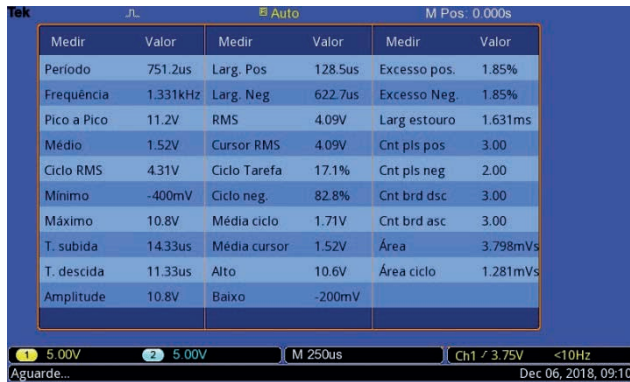 Tek Auto M Pos: 0.000s
Medir Valor Medir Valor Medir Valor
Período 751.2us Larg. Pos 128.5us Excesso pos. 1.85%
Frequência 1.331kHz Larg. Neg 622.7us Excesso Neg. 1.85%
Pico a Pico 11.2V RMS 4.09V Larg estouro 1.631ms
Médio 1.52V Cursor RMS 4.09V Cnt pls pos 3.00
Ciclo RMS 4.31V Ciclo Tarefa 17.1% Cnt pls neg 2.00
Mínimo -400mV Ciclo neg. 82.8% Cnt brd dsc 3.00
Máximo 10.8V Média ciclo 1.71V Cnt brd asc 3.00
T. subida 14.33us Média cursor 1.52V Área 3.798mVs
T. descida 11.33us Alto 10.6V Área ciclo 1.281mVs
Amplitude 10.8V Baixo -200mV
1 5.00V 2 5.00V M 250us Ch1 3.75V <10Hz
Aguarde... Dec 06, 2018, 09:10